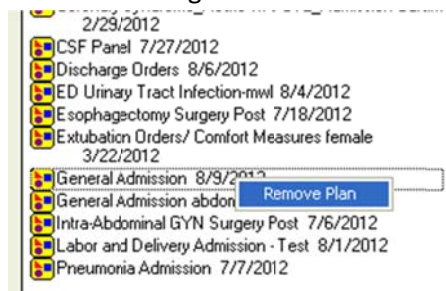 2/29/2012
CSF Panel 7/27/2012
Discharge Orders 8/6/2012
ED Urinary Tract Infection-mwl 8/4/2012
Esophagectomy Surgery Post 7/18/2012
Extubation Orders/ Comfort Measures female
3/22/2012
General Admission 8/9/2012
Remove Plan
General Admission abdon
Intra-Abdominal GYN Surgery Post 7/6/2012
Labor and Delivery Admission - Test 8/1/2012
Pneumonia Admission 7/7/2012